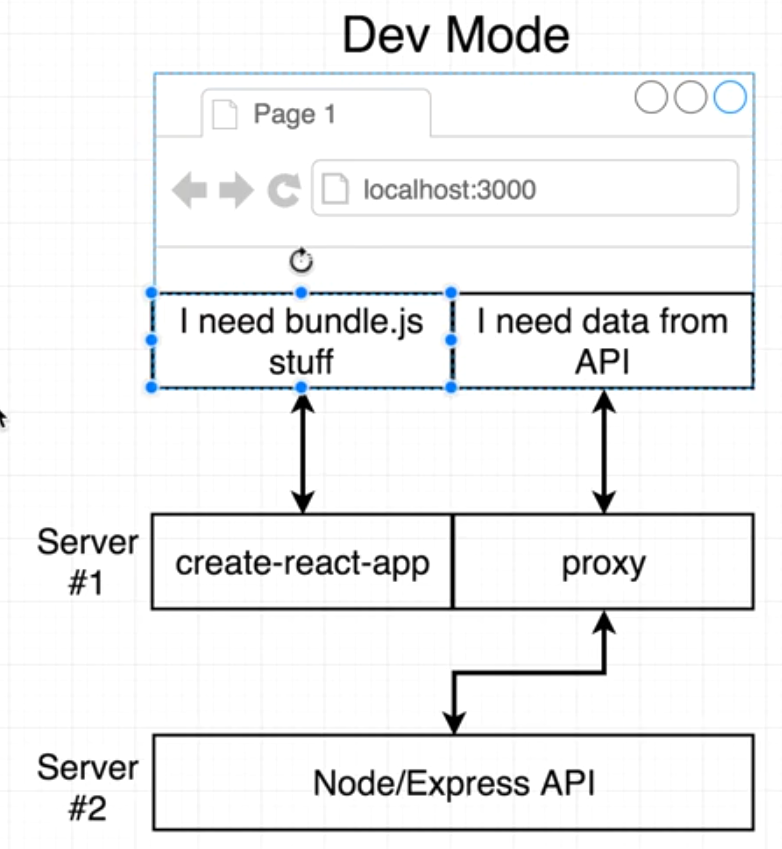 Dev Mode
Page 1
localhost:3000
I need bundle.js
stuff
I need data from
API
Server
#1
create-react-app
proxy
Server
#2
Node/Express API